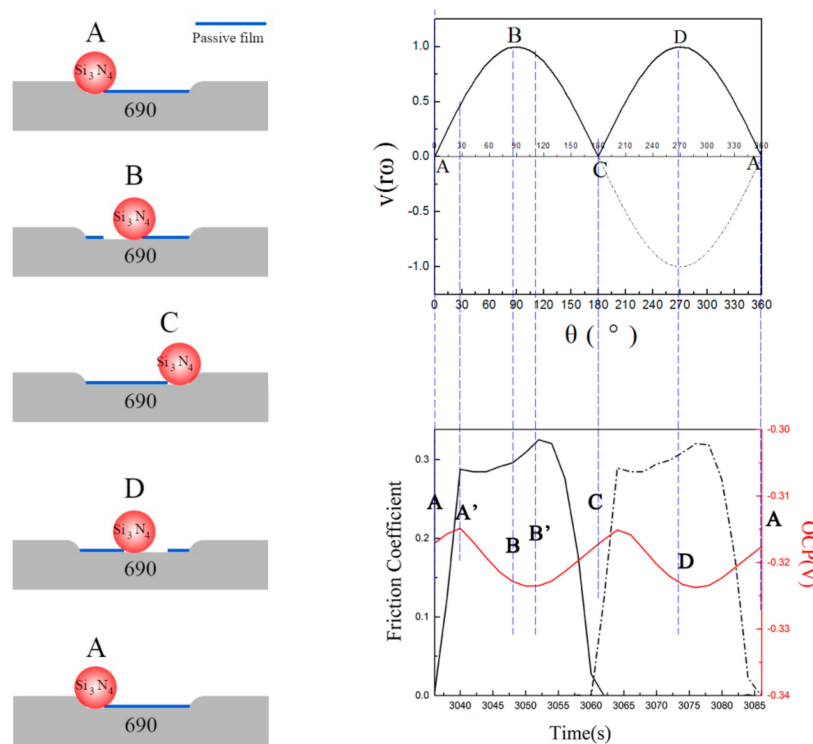 A
Passive film
Si3N4
690
B
Si3N4
690
C
Si3N4
690
D
Si3N4
690
A
Si3N4
690
B D
1.0
0.5
0.0
-0.5
-1.0
v(rω)
0 30 60 90 120 150 180 210 240 270 300 330 360
A C A
0 30 60 90 120 150 180 210 240 270 300 330 360
θ ( ° )
0.3
0.2
0.1
0.0
Friction Coefficient
A A' B B' C D A
-0.30
-0.31
-0.32
-0.33
-0.34
OCP(V)
3040 3045 3050 3055 3060 3065 3070 3075 3080 3085
Time(s)